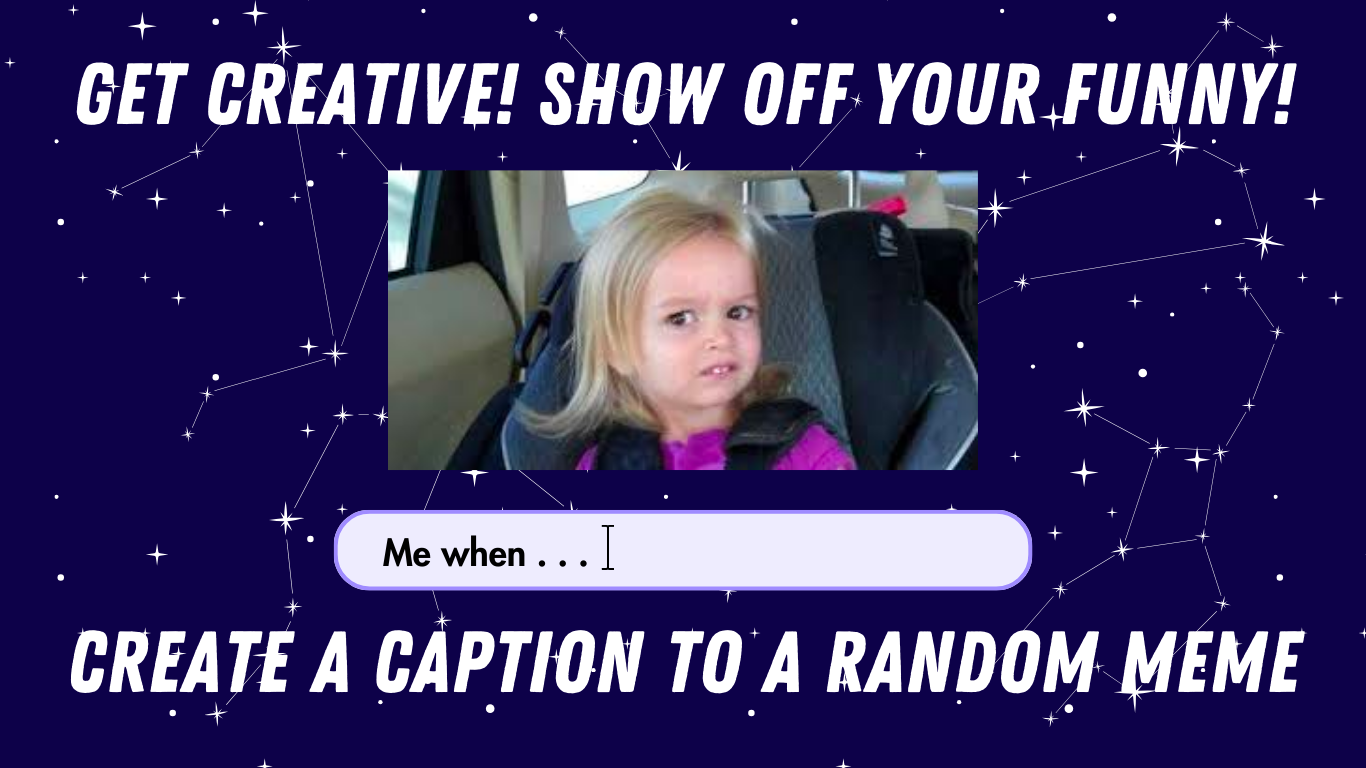 GET CREATIVE! SHOW OFF YOUR FUNNY!
Me when . . .
CREATE A CAPTION TO A RANDOM MEME